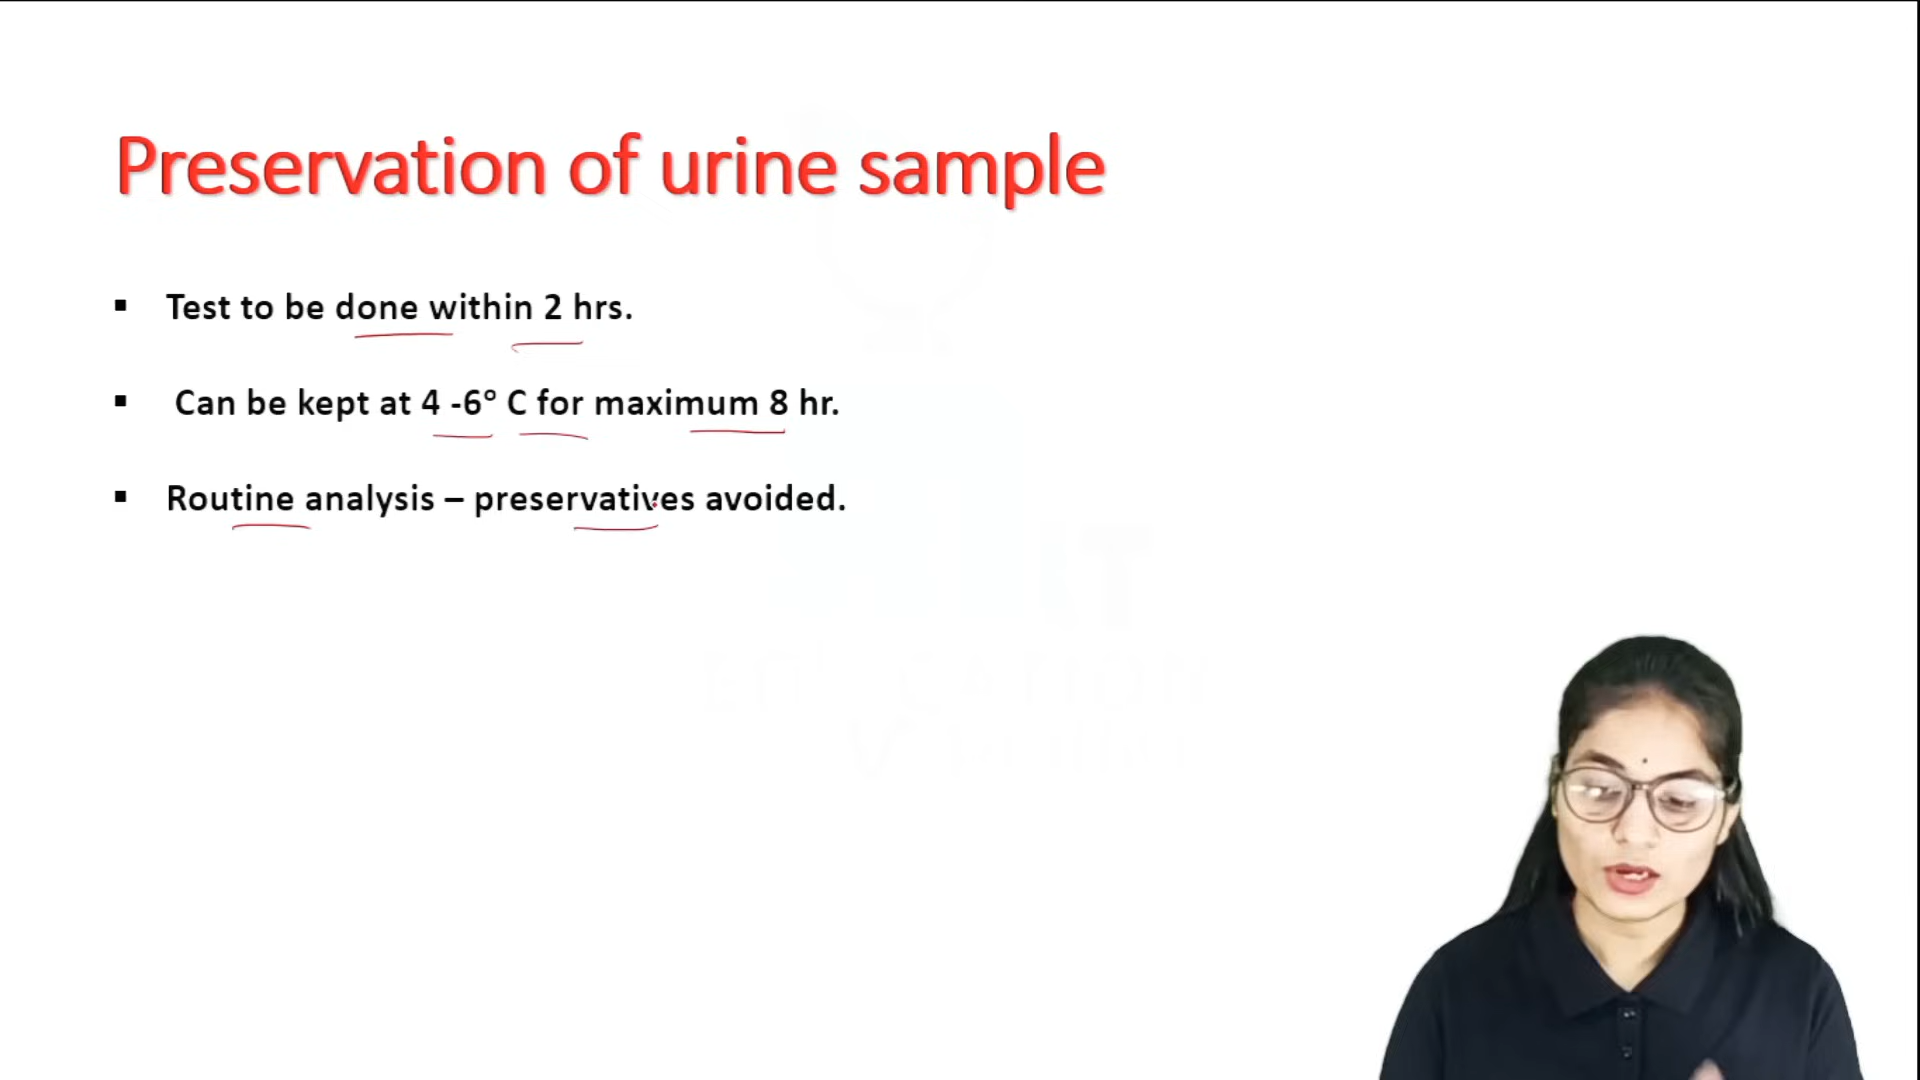 Preservation of urine sample
▪ Test to be done within 2 hrs.
▪ Can be kept at 4 -6° C for maximum 8 hr.
▪ Routine analysis – preservatives avoided.